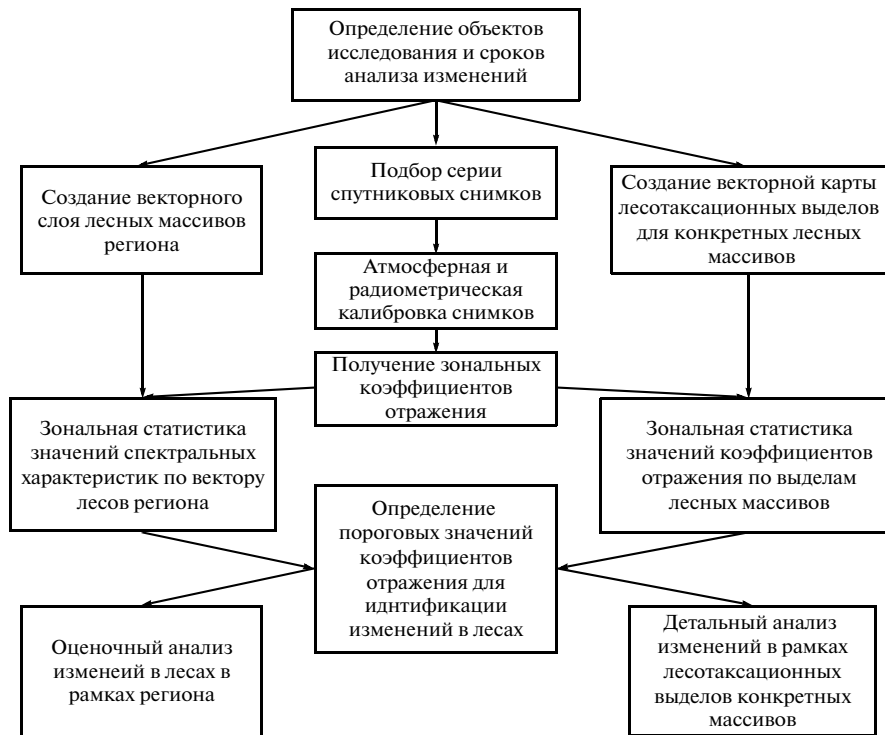 Определение объектов
исследования и сроков
анализа изменений
Создание векторного
слоя лесных массивов
региона
Подбор серии
спутниковых снимков
Создание векторной карты
лесотаксационных выделов
для конкретных лесных
массивов
Атмосферная и
радиометрическая
калибровка снимков
Получение зональных
коэффициентов
отражения
Зональная статистика
значений спектральных
характеристик по вектору
лесов региона
Зональная статистика
значений коэффициентов
отражения по выделам
лесных массивов
Определение
пороговых значений
коэффициентов
отражения для
иднтификации
изменений в лесах
Оценочный анализ
изменеий в лесах в
рамках региона
Детальный анализ
изменений в рамках
лесотаксационных
выделов конкретных
массивов